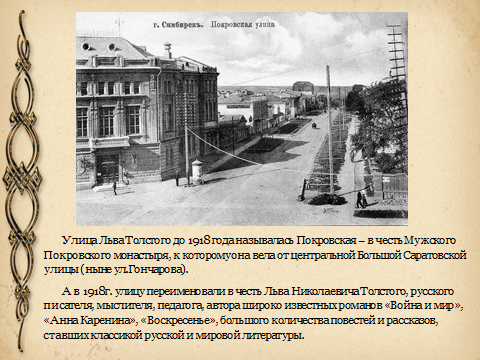 г. Симбирскъ. Покровская улица
Улица Льва Толстого до 1918 года называлась Покровская – в честь Мужского
Покровского монастыря, к которому она вела от центральной Большой Саратовской
улицы ( ныне ул.Гончарова).
А в 1918г. улицу переименовали в честь Льва Николаевича Толстого, русского
писателя, мыслителя, педагога, автора широко известных романов «Война и мир»,
«Анна Каренина», «Воскресенье», большого количества повестей и рассказов,
ставших классикой русской и мировой литературы.